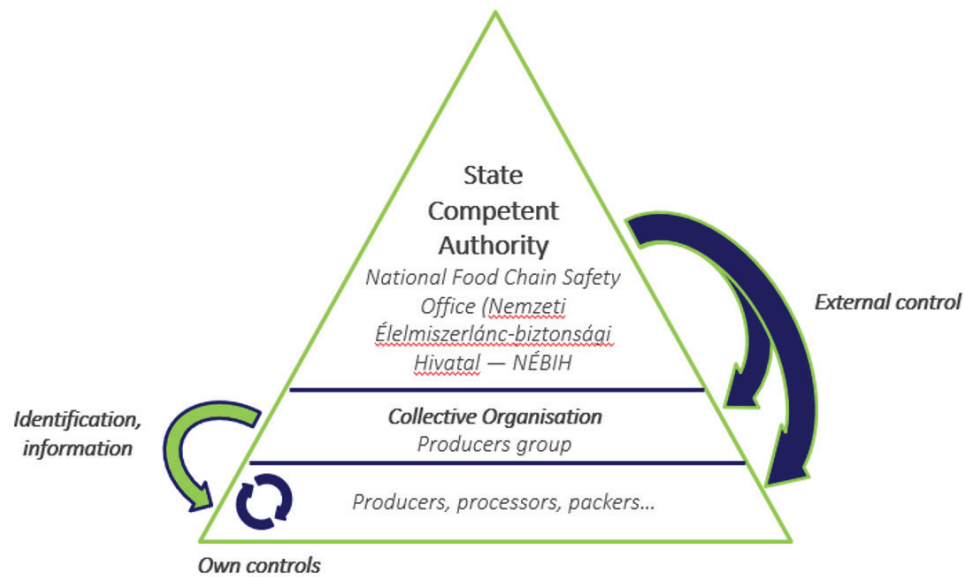 State
Competent
Authority
National Food Chain Safety
Office (Nemzeti
Élelmiszerlánc-biztonsági
Hivatal — NÉBIH
External control
Collective Organisation
Producers group
Identification,
information
Producers, processors, packers...
Own controls